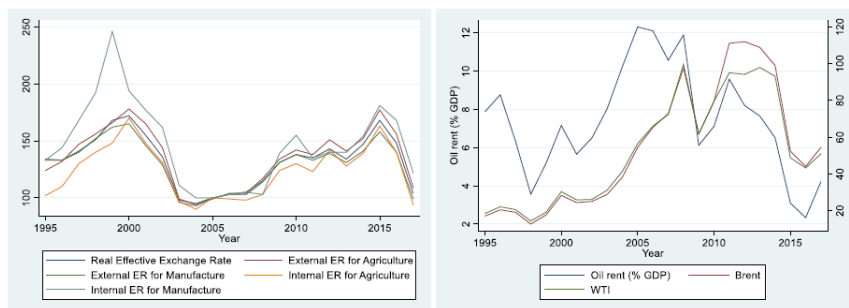 250
200
150
100
1995
2000
2005
2010
2015
Year
Real Effective Exchange Rate
External ER for Agriculture
External ER for Manufacture
Internal ER for Agriculture
Internal ER for Manufacture
Oil rent (% GDP)
12
10
8
6
4
2
120
100
80
60
40
20
1995
2000
2005
2010
2015
Year
Oil rent (% GDP)
Brent
WTI